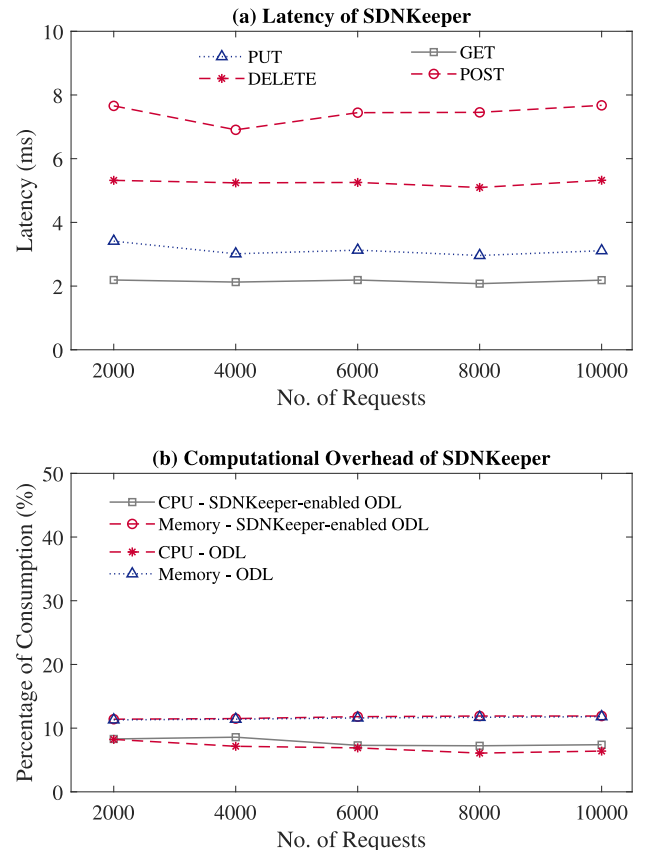 (a) Latency of SDNKeeper
10
8
6
4
2
0
Latency (ms)
PUT
DELETE
GET
POST
2000 4000 6000 8000 10000
No. of Requests
(b) Computational Overhead of SDNKeeper
50
40
30
20
10
0
Percentage of Consumption (%)
CPU - SDNKeeper-enabled ODL
Memory - SDNKeeper-enabled ODL
CPU - ODL
Memory - ODL
2000 4000 6000 8000 10000
No. of Requests